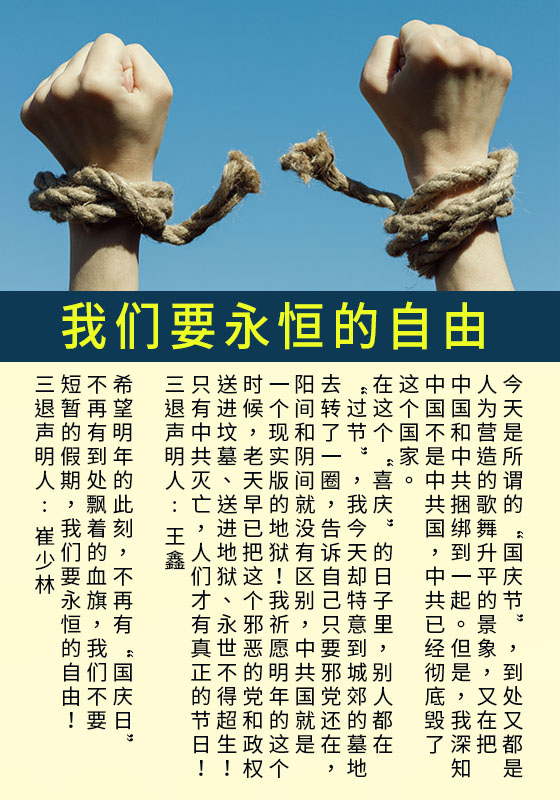 我们要永恒的自由
今天是所谓的“国庆节”，到处又都是
人为营造的歌舞升平的景象，又在把
中国和中共捆绑到一起。但是，我深知
中国不是中共国，中共已经彻底毁了
这个国家。
在这个“喜庆”的日子里，别人都在
“过节”，我今天却特意到城郊的墓地
去转了一圈，告诉自己只要邪党还在，
阳间和阴间就没有区别，中共国就是
一个现实版的地狱！我祈愿明年的这个
时候，老天早已把这个邪恶的党和政权
送进坟墓、送进地狱、永世不得超生！
只有中共灭亡，人们才有真正的节日！
三退声明人：王鑫
希望明年的此刻，不再有“国庆日”
不再有到处飘着的血旗，我们不要
短暂的假期，我们要永恒的自由！
三退声明人：崔少林